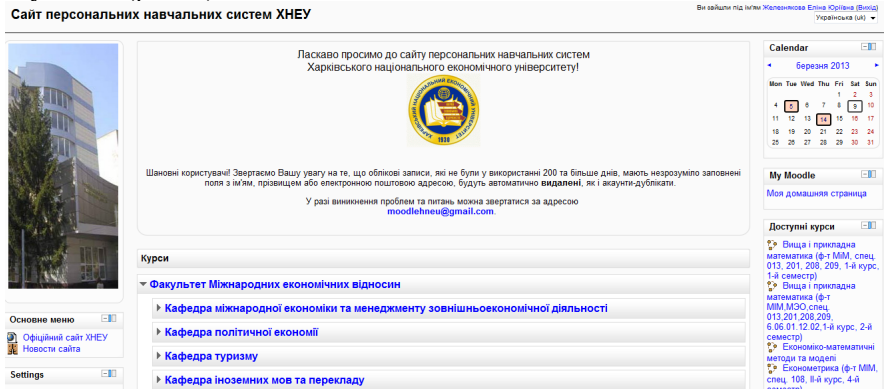 Сайт персональних навчальних систем ХНЕУ
Ви зайшли під ім'ям Железнякова Еліна Юріївна (Вихід)
Українська (uk)
Ласкаво просимо до сайту персональних навчальних систем
Харківського національного економічного університету!
ХАРКІВСЬКИЙ НАЦІОНАЛЬНИЙ ЕКОНОМІЧНИЙ УНІВЕРСИТЕТ
1930
Шановні користувачі! Звертаємо Вашу увагу на те, що облікові записи, які не були у використанні 200 та більше днів, мають незрозуміло заповнені
поля з ім'ям, прізвищем або електронною поштовою адресою, будуть автоматично видалені, як і акаунти-дублікати.
У разі виникнення проблем та питань можна звертатися за адресою
moodlehneu@gmail.com.
Курси
Факультет Міжнародних економічних відносин
Кафедра міжнародної економіки та менеджменту зовнішньоекономічної діяльності
Кафедра політичної економії
Кафедра туризму
Кафедра іноземних мов та перекладу
Основне меню
Офіційний сайт ХНЕУ
Новости сайта
Settings
Calendar
березня 2013
Mon Tue Wed Thu Fri Sat Sun
1 2 3
4 5 6 7 8 9 10
11 12 13 14 15 16 17
18 19 20 21 22 23 24
25 26 27 28 29 30 31
My Moodle
Моя домашняя страница
Доступні курси
Вища і прикладна
математика (ф-т МіМ, спец.
013, 201, 208, 209, 1-й курс,
1-й семестр)
Вища і прикладна
математика (ф-т
МІМ,МЭО,спец.
013,201,208,209,
6.06.01.12.02,1-й курс, 2-й
семестр)
Економіко-математичні
методи та моделі
Економетрика (ф-т МІМ,
спец. 108, ІІ-й курс, 4-й
семестр)